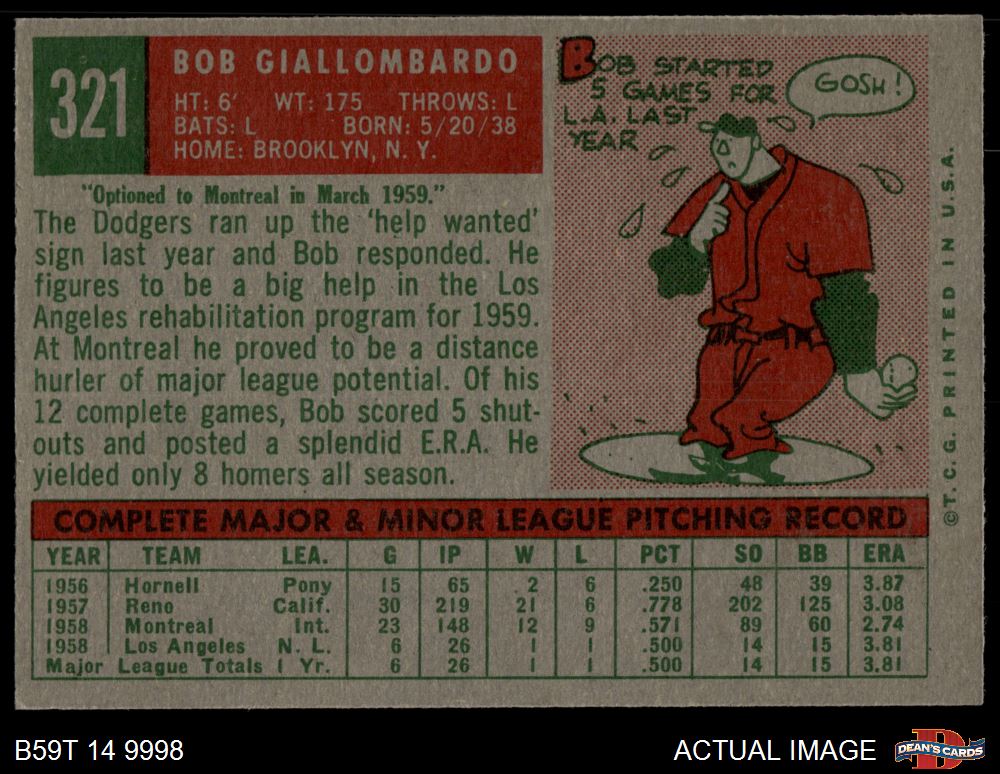 321
BOB GIALLOMBARDO
HT: 6' WT: 175 THROWS: L
BATS: L BORN: 5/20/38
HOME: BROOKLYN, N. Y.
"Optioned to Montreal in March 1959."
The Dodgers ran up the 'help wanted'
sign last year and Bob responded. He
figures to be a big help in the Los
Angeles rehabilitation program for 1959.
At Montreal he proved to be a distance
hurler of major league potential. Of his
12 complete games, Bob scored 5 shut-
outs and posted a splendid E.R.A. He
yielded only 8 homers all season.
BOB STARTED
5 GAMES FOR
L.A. LAST
YEAR
GOSH!
©T.C.G. PRINTED IN U.S.A.
COMPLETE MAJOR & MINOR LEAGUE PITCHING RECORD
YEAR TEAM LEA. G IP W L PCT SO BB ERA
1956 Hornell Pony 15 65 2 6 .250 48 39 3.87
1957 Reno Calif. 30 219 21 6 .778 202 125 3.08
1958 Montreal Int. 23 148 12 9 .571 89 60 2.74
1958 Los Angeles N. L. 6 26 1 1 .500 14 15 3.81
Major League Totals 1 Yr. 6 26 1 1 .500 14 15 3.81
B59T 14 9998
ACTUAL IMAGE
DEAN'S CARDS